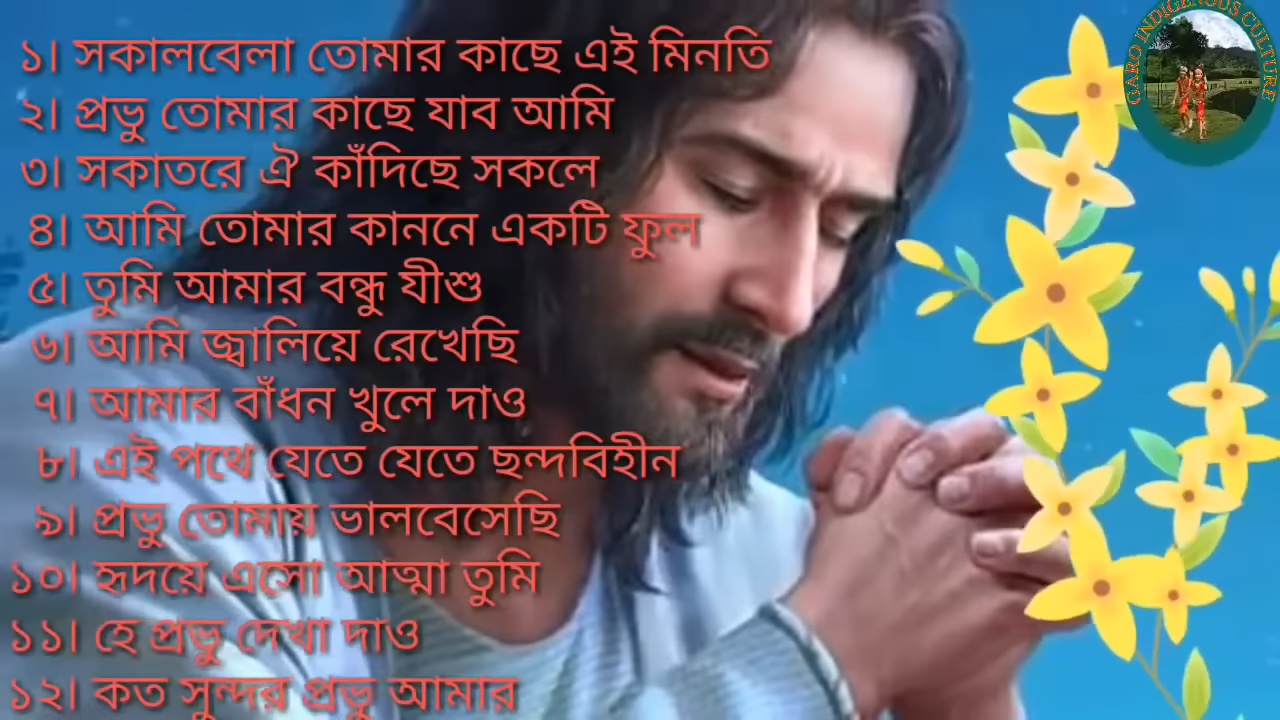 ১। সকালবেলা তোমার কাছে এই মিনতি
২। প্রভু তোমার কাছে যাব আমি
৩। সকাতরে ঐ কাঁদিছে সকলে
৪। আমি তোমার কাননে একটি ফুল
৫। তুমি আমার বন্ধু যীশু
৬। আমি জ্বালিয়ে রেখেছি
৭। আমার বাঁধন খুলে দাও
৮। এই পথে যেতে যেতে ছন্দবিহীন
৯। প্রভু তোমায় ভালবেসেছি
১০। হৃদয়ে এসো আত্মা তুমি
১১। হে প্রভু দেখা দাও
১২। কত সুন্দর প্রভু আমার
GARO INDIGENOUS CULTURE